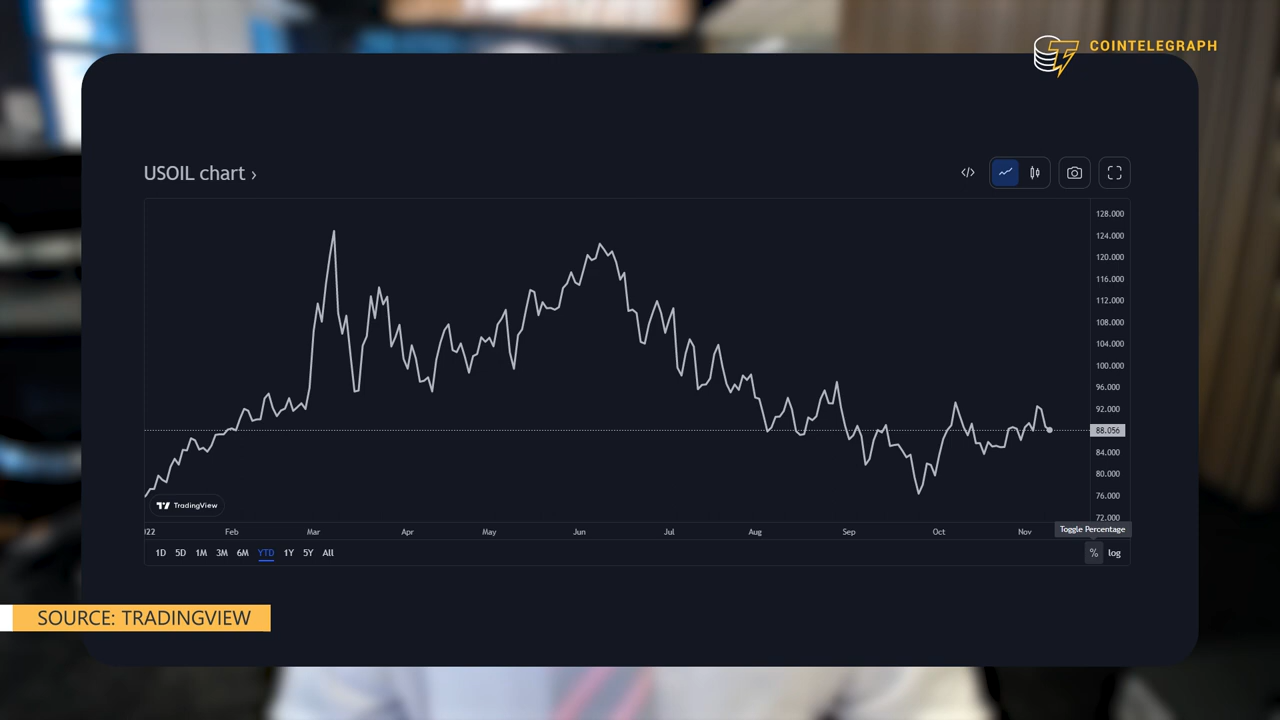 COINTELEGRAPH
USOIL chart ›
</>
128.000
124.000
120.000
116.000
112.000
108.000
104.000
100.000
96.000
92.000
88.056
84.000
80.000
76.000
72.000
TradingView
022 Feb Mar Apr May Jun Jul Aug Sep Oct Nov
Toggle Percentage
1D 5D 1M 3M 6M YTD 1Y 5Y All % log
SOURCE: TRADINGVIEW